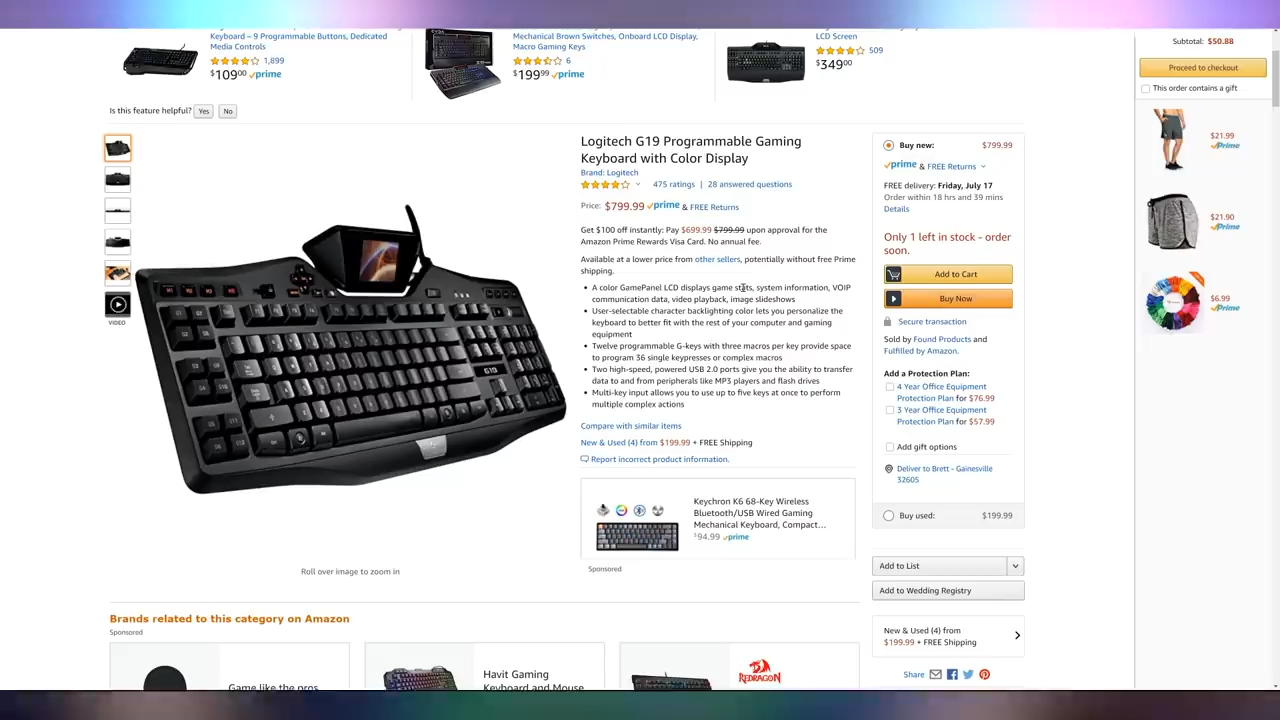 Keyboard – 9 Programmable Buttons, Dedicated
Media Controls
1,899
$109.00 prime
Mechanical Brown Switches, Onboard LCD Display,
Macro Gaming Keys
6
$199.99 prime
LCD Screen
509
$349.00
Subtotal: $50.88
Proceed to checkout
This order contains a gift
$21.99
prime
$21.90
prime
$6.99
prime
Is this feature helpful? Yes No
VIDEO
G19
Roll over image to zoom in
Logitech G19 Programmable Gaming
Keyboard with Color Display
Brand: Logitech
475 ratings | 28 answered questions
Price: $799.99 prime & FREE Returns
Get $100 off instantly: Pay $699.99 $799.99 upon approval for the
Amazon Prime Rewards Visa Card. No annual fee.
Available at a lower price from other sellers, potentially without free Prime
shipping.
• A color GamePanel LCD displays game stats, system information, VOIP
communication data, video playback, image slideshows
• User-selectable character backlighting color lets you personalize the
keyboard to better fit with the rest of your computer and gaming
equipment
• Twelve programmable G-keys with three macros per key provide space
to program 36 single keypresses or complex macros
• Two high-speed, powered USB 2.0 ports give you the ability to transfer
data to and from peripherals like MP3 players and flash drives
• Multi-key input allows you to use up to five keys at once to perform
multiple complex actions
Compare with similar items
New & Used (4) from $199.99 + FREE Shipping
Report incorrect product information.
Keychron K6 68-Key Wireless
Bluetooth/USB Wired Gaming
Mechanical Keyboard, Compact...
$94.99 prime
Sponsored
Buy new: $799.99
prime & FREE Returns
FREE delivery: Friday, July 17
Order within 18 hrs and 39 mins
Details
Only 1 left in stock - order
soon.
Add to Cart
Buy Now
Secure transaction
Sold by Found Products and
Fulfilled by Amazon.
Add a Protection Plan:
4 Year Office Equipment
Protection Plan for $76.99
3 Year Office Equipment
Protection Plan for $57.99
Add gift options
Deliver to Brett - Gainesville
32605
Buy used: $199.99
Add to List
Add to Wedding Registry
New & Used (4) from
$199.99 + FREE Shipping
Share
Brands related to this category on Amazon
Sponsored
Game like the pros
Havit Gaming
Keyboard and Mouse
REDRAGON